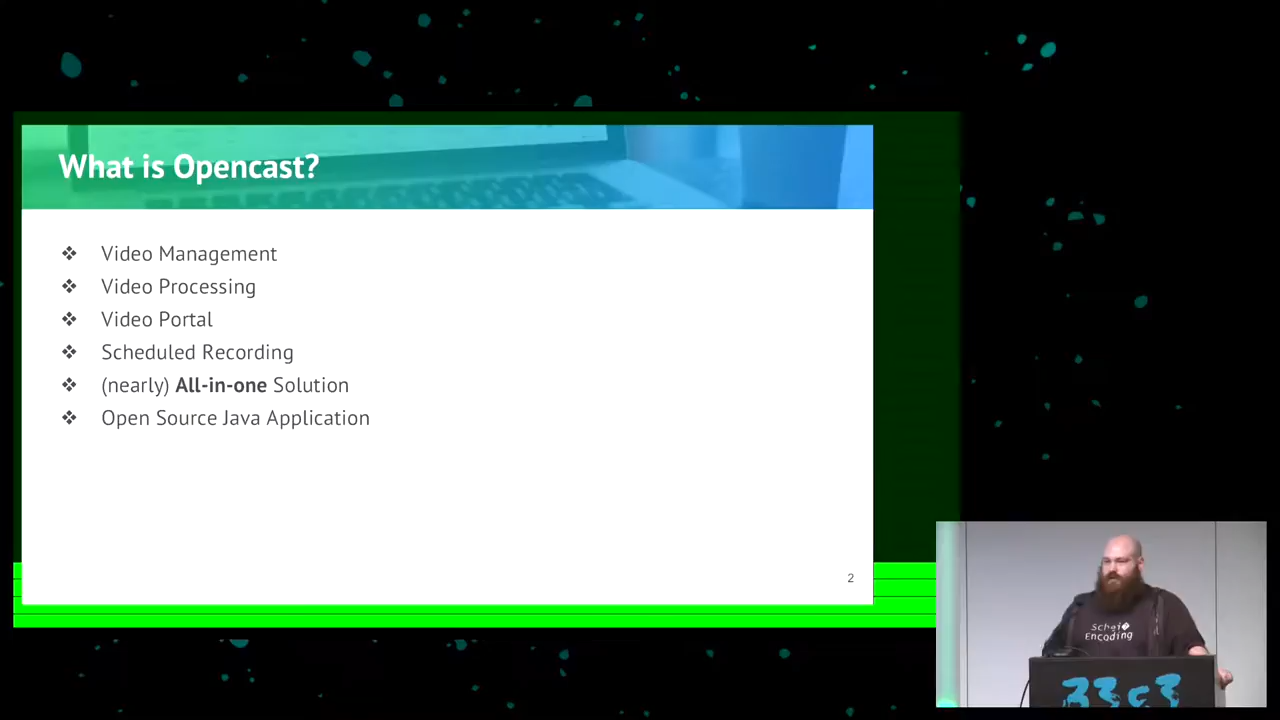 What is Opencast?
❖ Video Management
❖ Video Processing
❖ Video Portal
❖ Scheduled Recording
❖ (nearly) All-in-one Solution
❖ Open Source Java Application
2
Schei�
Encoding
33c3